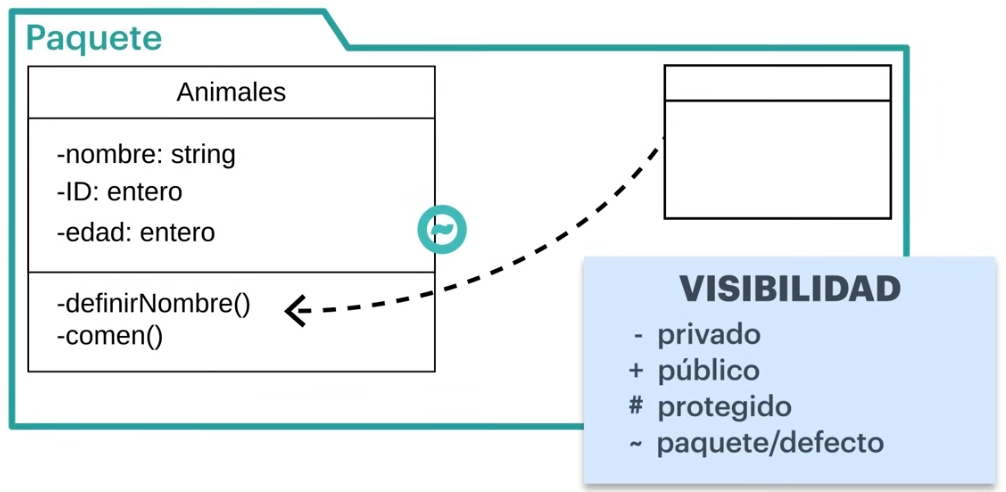 Paquete
Animales
-nombre: string
-ID: entero
-edad: entero
~
-definirNombre()
-comen()
VISIBILIDAD
- privado
+ público
# protegido
~ paquete/defecto